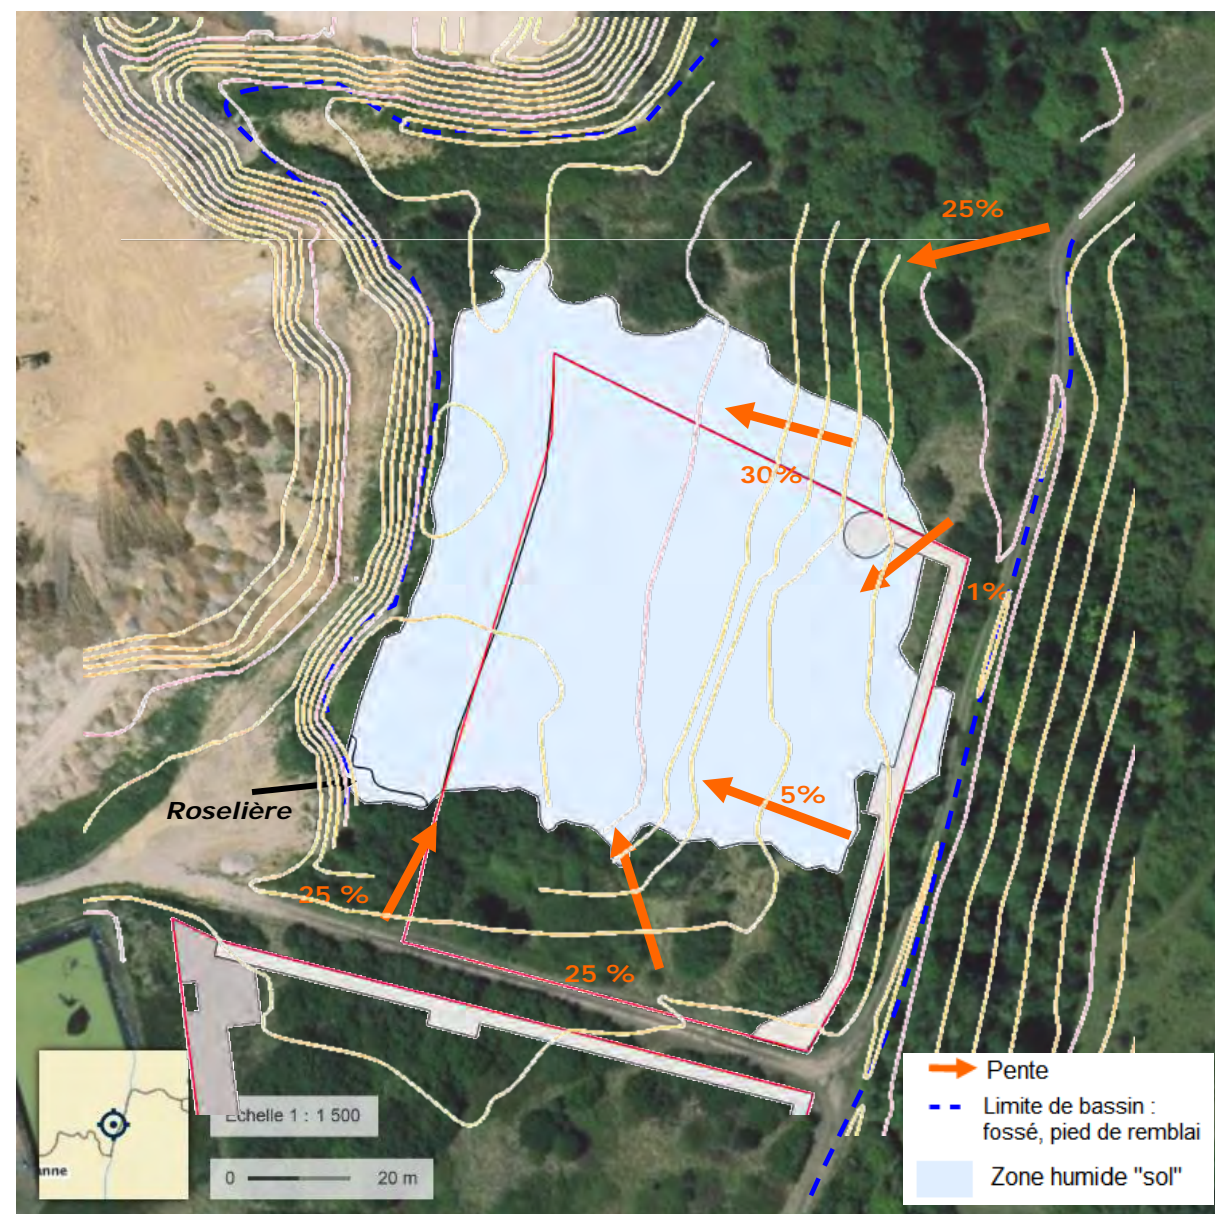 25%
30%
1%
5%
Roselière
25 %
25 %
Pente
Limite de bassin :
fossé, pied de remblai
Zone humide "sol"
Echelle 1 : 1 500
0 20 m
nne